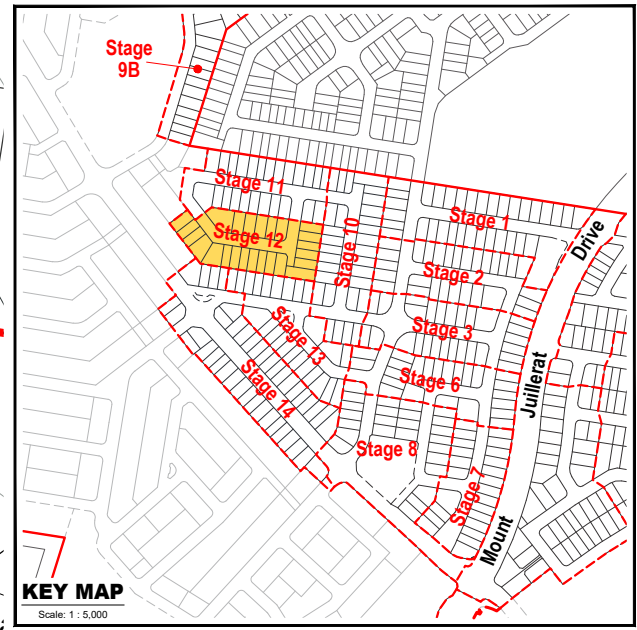 Stage
9B
Stage 11
Stage 12
Stage 10
Stage 1
Drive
Stage 2
Stage 3
Stage 13
Stage 6
Juillerat
Stage 14
Stage 8
Stage 7
Mount
KEY MAP
Scale: 1 : 5,000